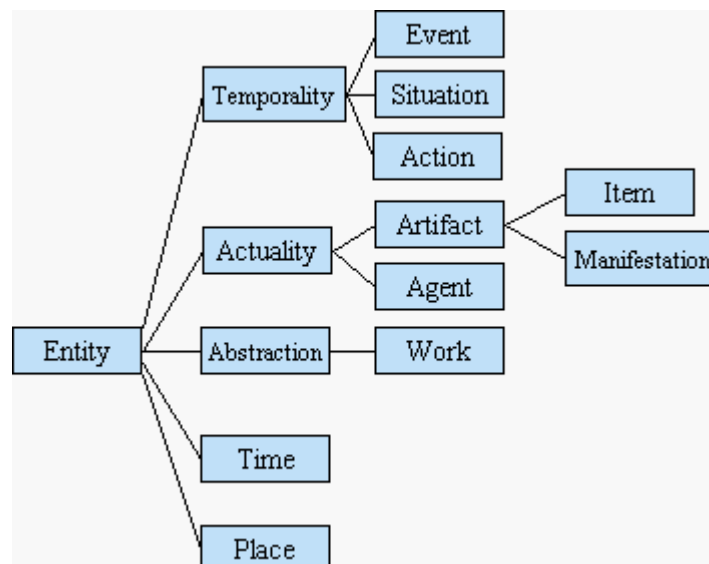 Event
Temporality
Situation
Action
Item
Artifact
Actuality
Manifestation
Agent
Entity
Abstraction
Work
Time
Place